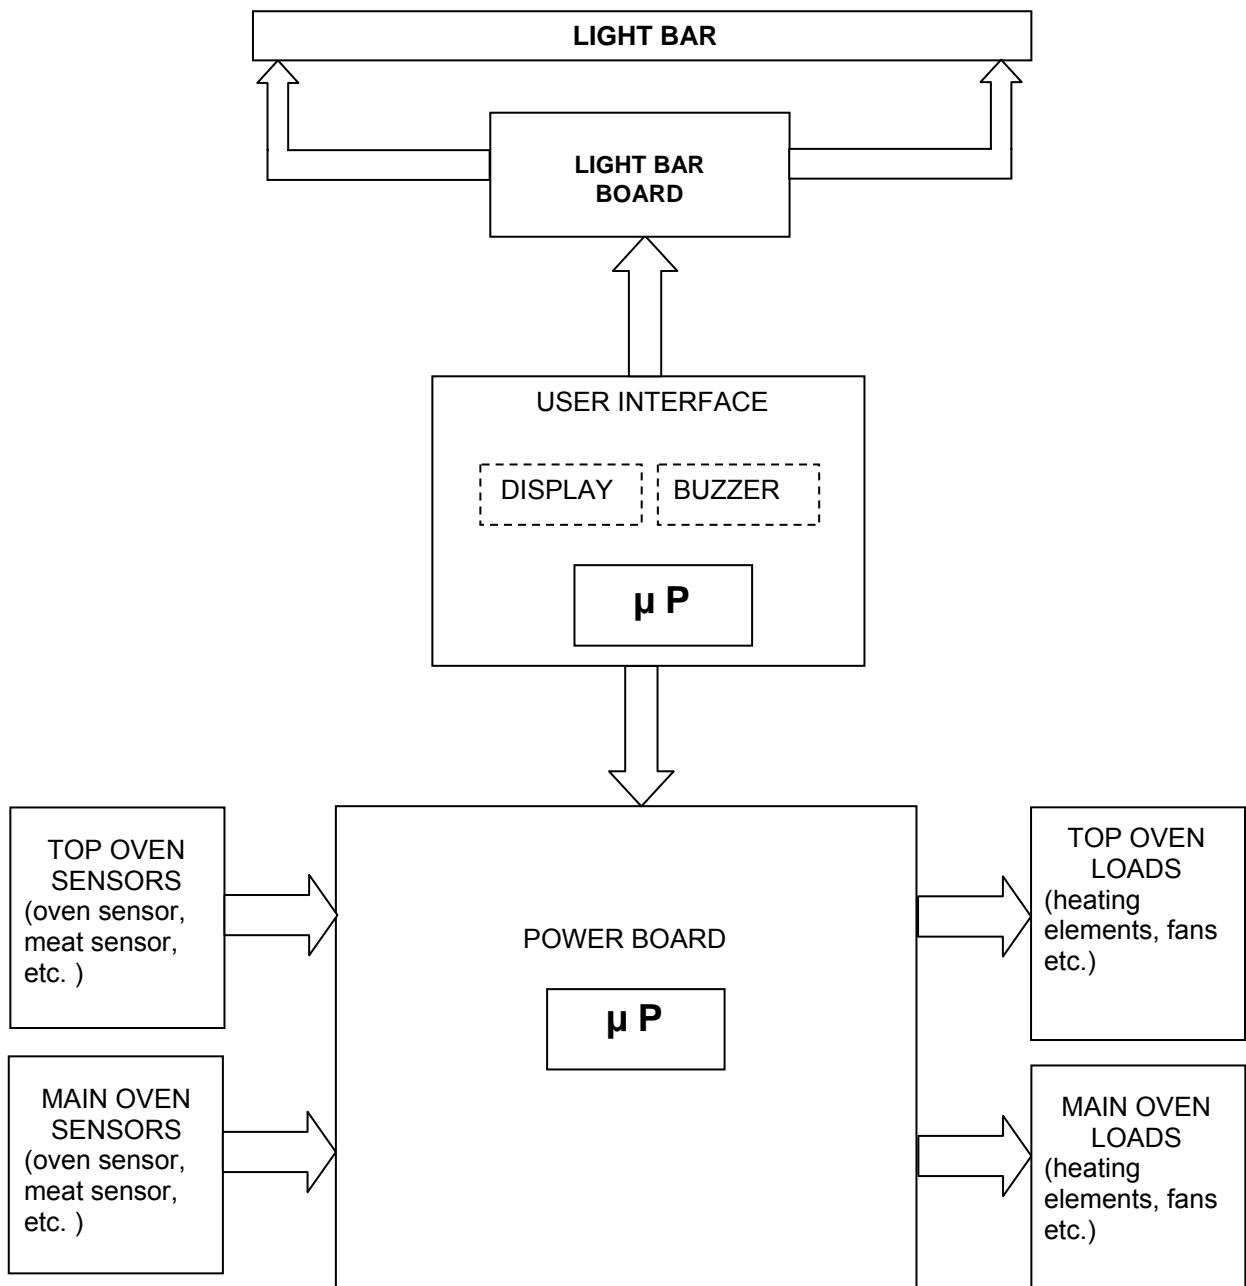 LIGHT BAR
LIGHT BAR
BOARD
USER INTERFACE
DISPLAY
BUZZER
µ P
TOP OVEN
SENSORS
(oven sensor,
meat sensor,
etc. )
POWER BOARD
µ P
TOP OVEN
LOADS
(heating
elements, fans
etc.)
MAIN OVEN
SENSORS
(oven sensor,
meat sensor,
etc. )
MAIN OVEN
LOADS
(heating
elements, fans
etc.)